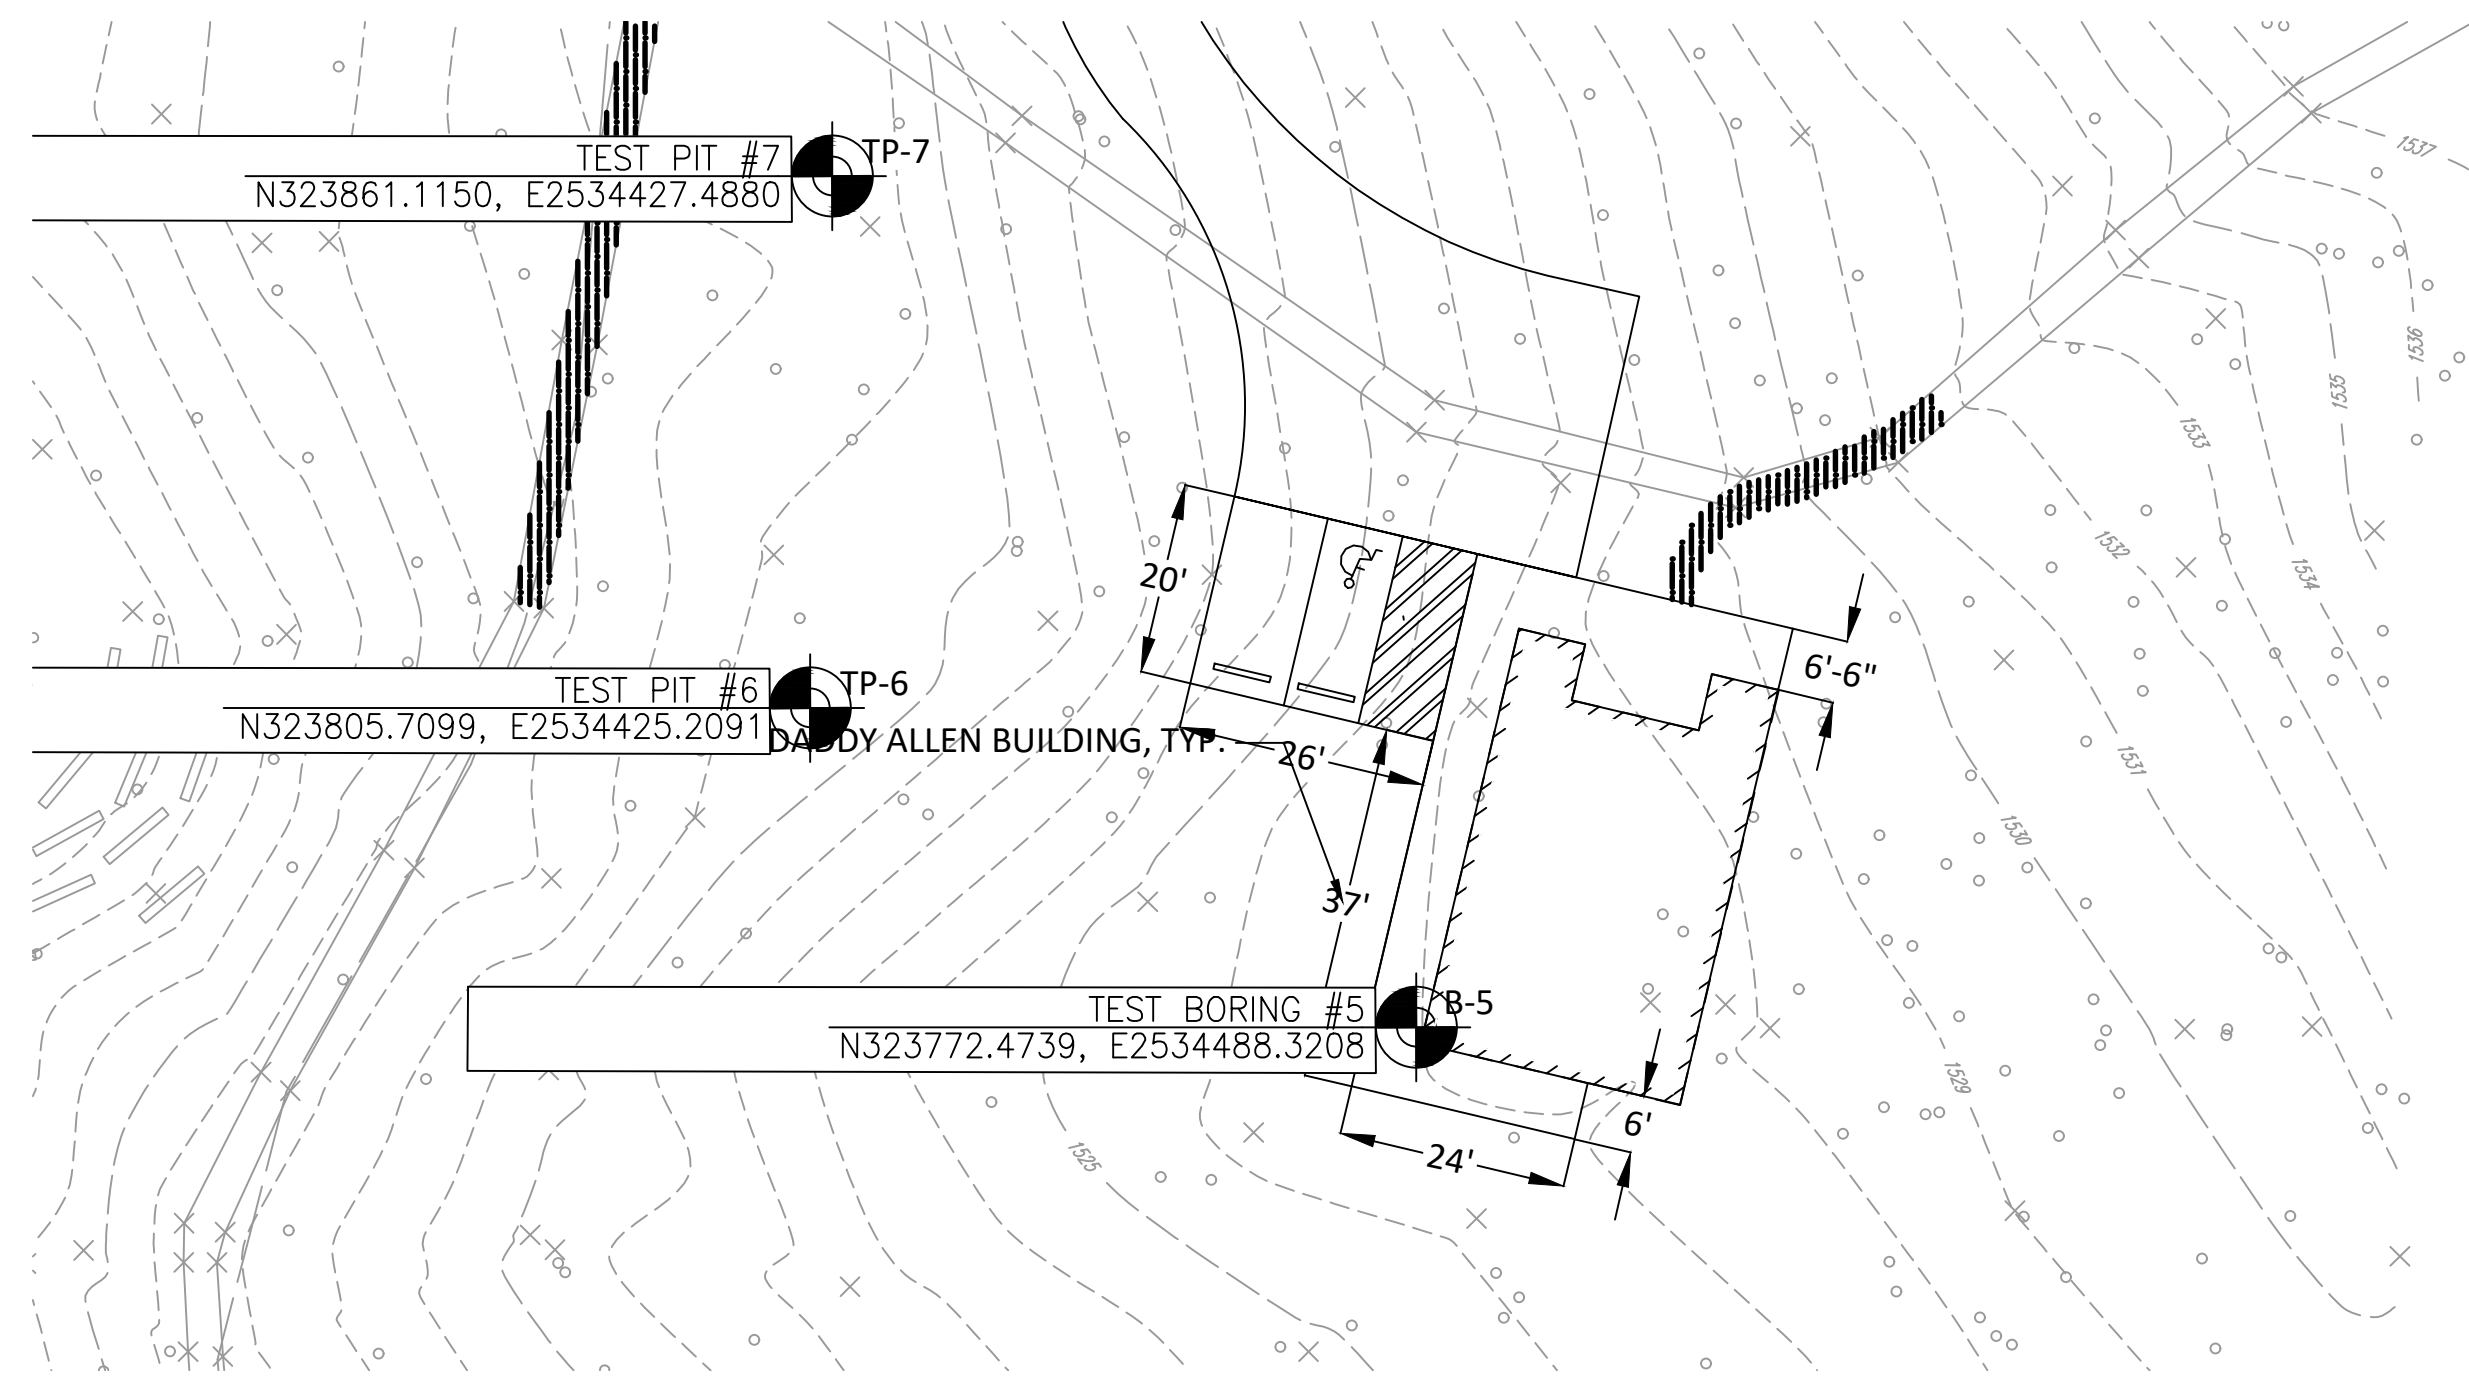 1537
TEST PIT #7
TP-7
N323861.1150, E2534427.4880
1536
1535
1533
1532
1534
20'
6'-6"
TEST PIT #6
TP-6
N323805.7099, E2534425.2091
DADDY ALLEN BUILDING, TYP.
26'
1531
1530
37'
TEST BORING #5
B-5
N323772.4739, E2534488.3208
1529
6'
1525
24'